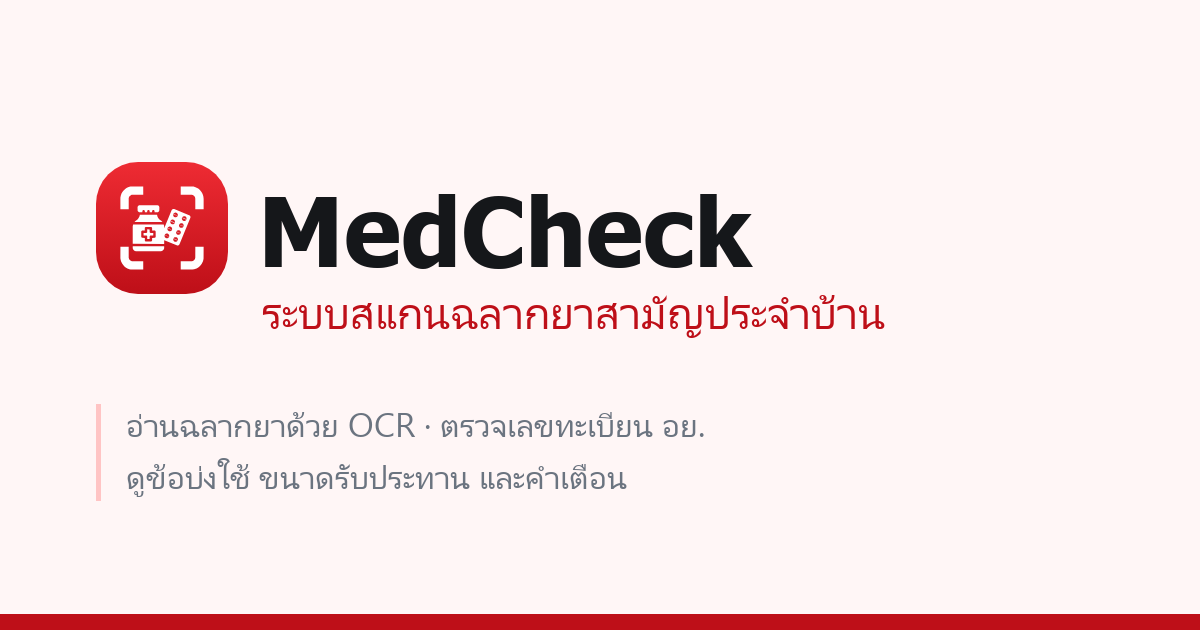 MedCheck
ระบบสแกนฉลากยาสามัญประจำบ้าน
อ่านฉลากยาด้วย OCR · ตรวจเลขทะเบียน อย.
ดูข้อบ่งใช้ ขนาดรับประทาน และคำเตือน